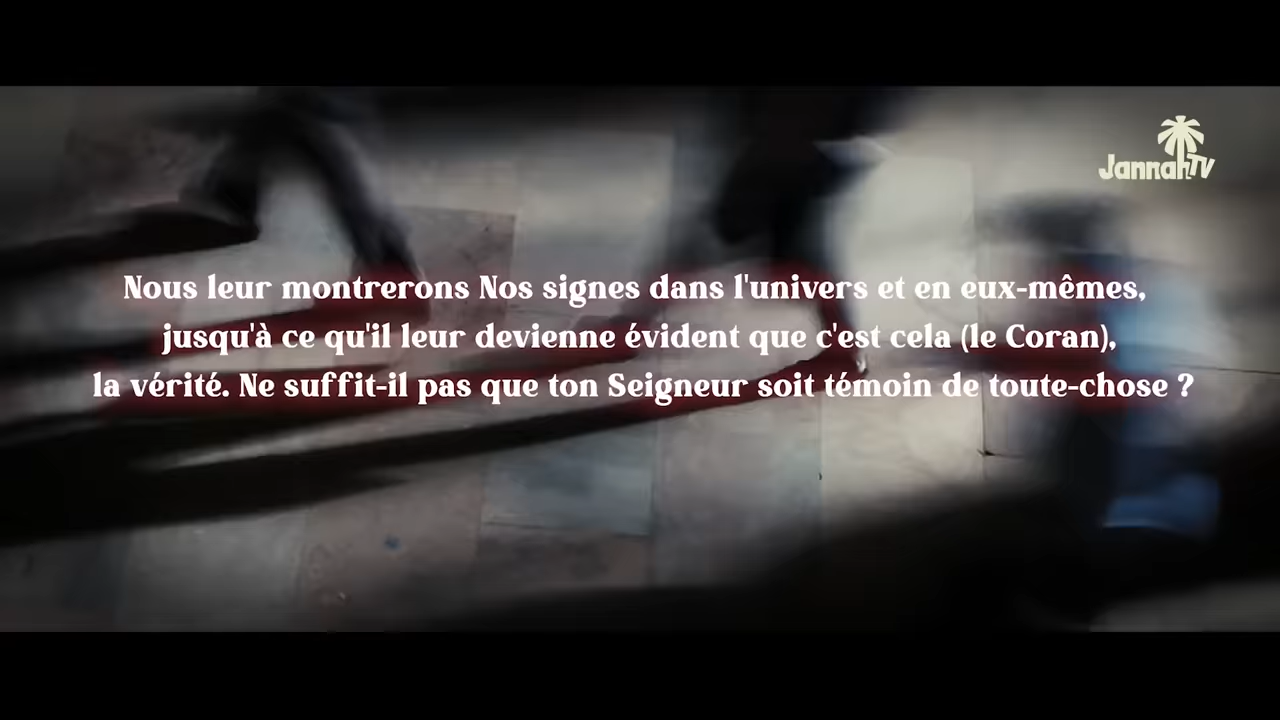 JannahTV
Nous leur montrerons Nos signes dans l'univers et en eux-mêmes,
jusqu'à ce qu'il leur devienne évident que c'est cela (le Coran),
la vérité. Ne suffit-il pas que ton Seigneur soit témoin de toute-chose ?